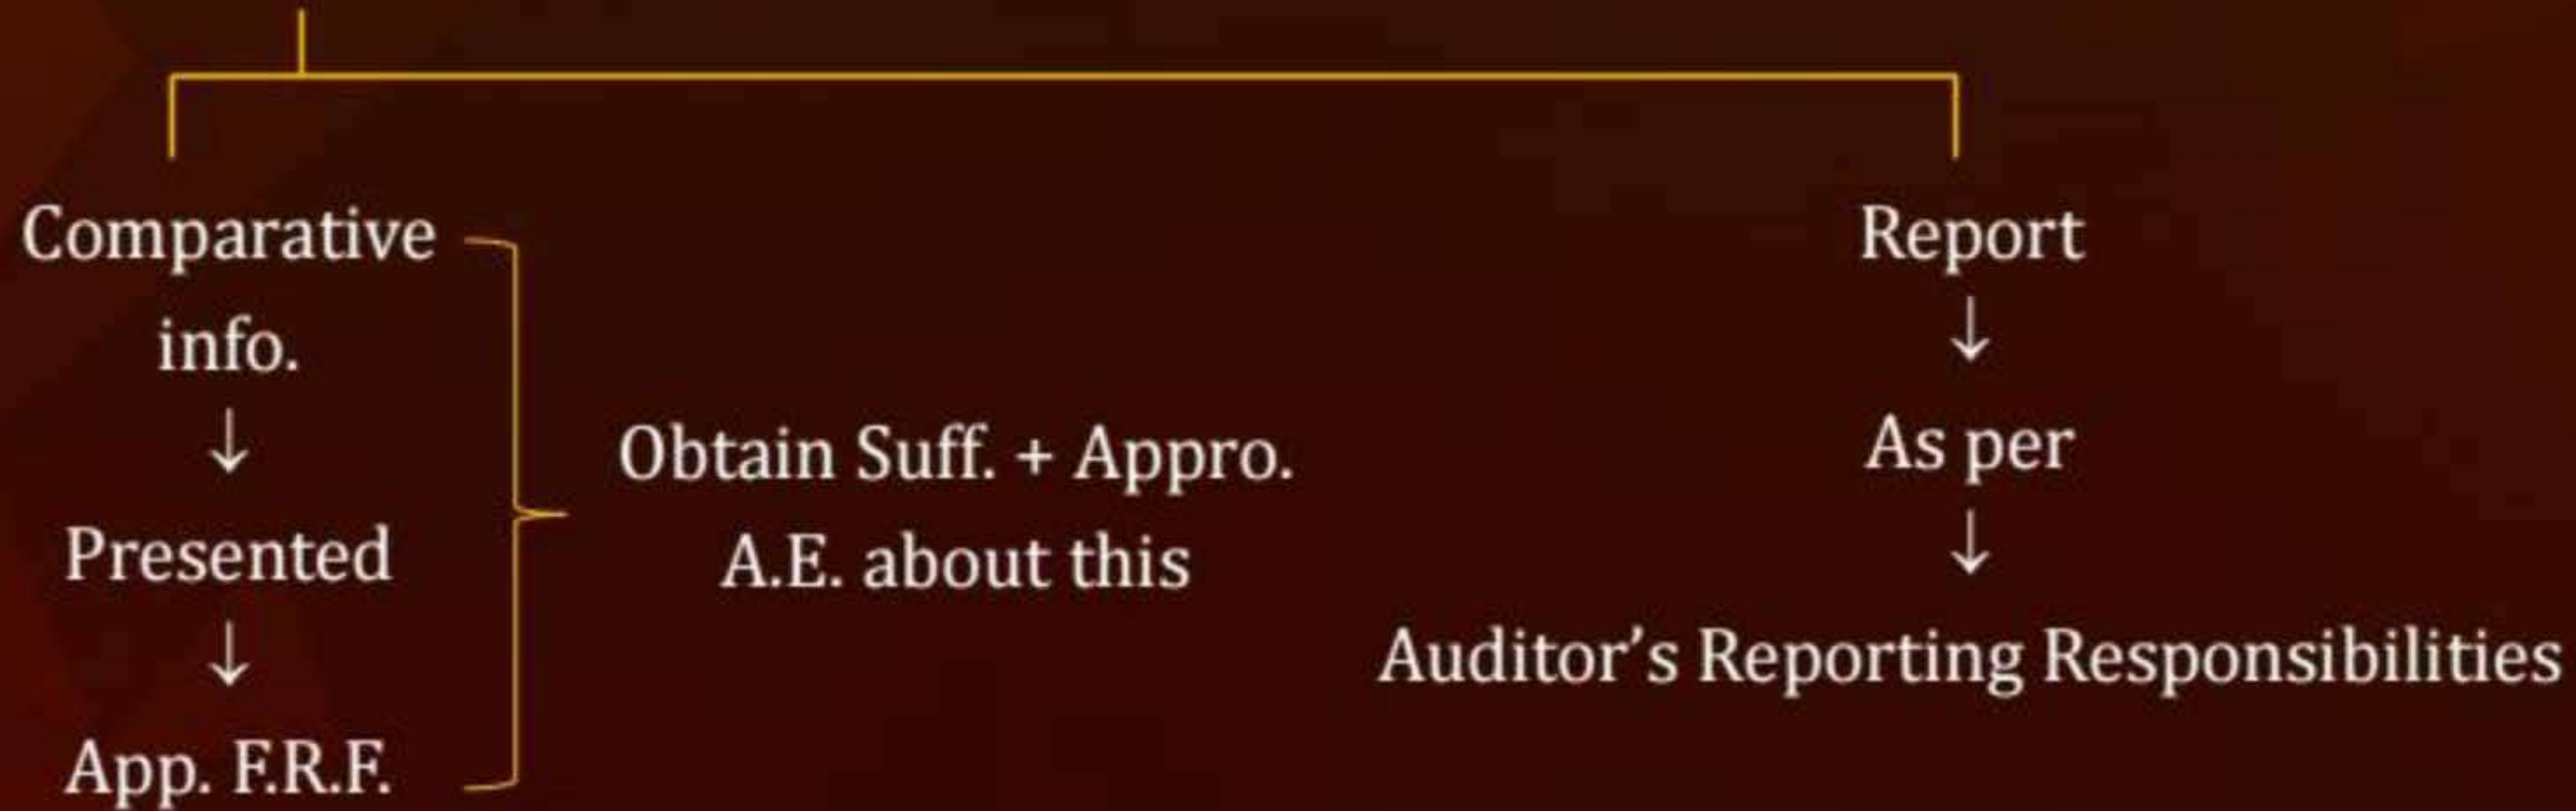 Comparative
info.
↓
Presented
↓
App. F.R.F.
Obtain Suff. + Appro.
A.E. about this
Report
↓
As per
↓
Auditor’s Reporting Responsibilities